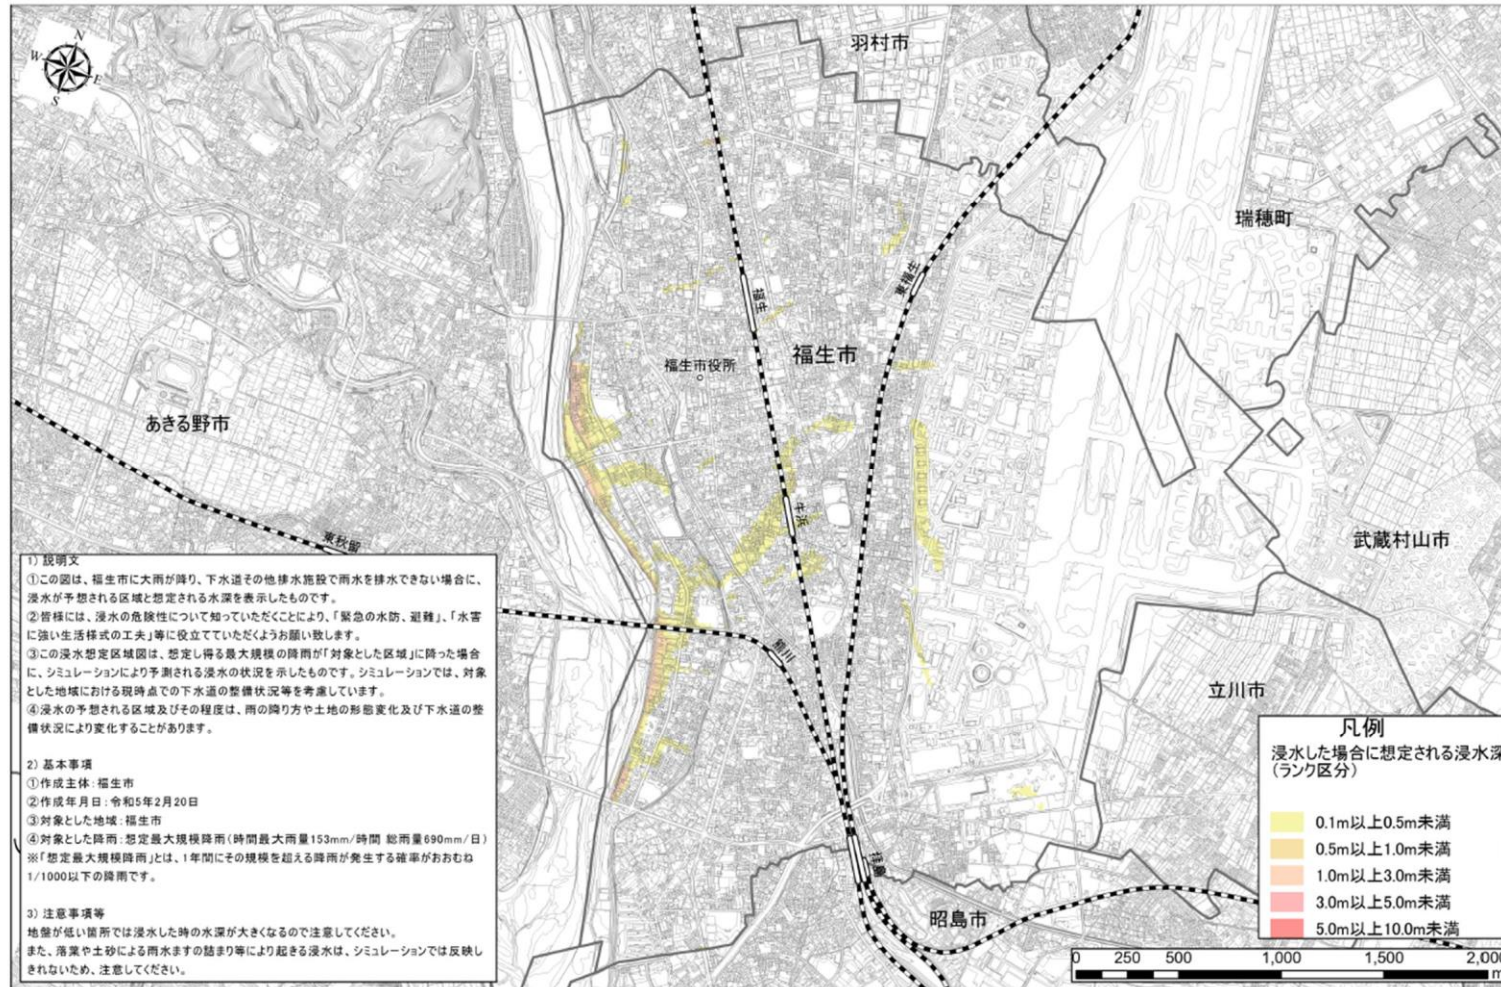 N
W
E
S
羽村市
瑞穂町
福生
東福生
福生市
福生市役所
あきる野市
牛浜
東秋留
武蔵村山市
熊川
立川市
拝島
昭島市
1) 説明文
①この図は、福生市に大雨が降り、下水道その他排水施設で雨水を排水できない場合に、
浸水が予想される区域と想定される水深を表示したものです。
②皆様には、浸水の危険性について知っていただくことにより、「緊急の水防、避難」、「水害
に強い生活様式の工夫」等に役立てていただくようお願い致します。
③この浸水想定区域図は、想定し得る最大規模の降雨が「対象とした区域」に降った場合
に、シミュレーションにより予測される浸水の状況を示したものです。シミュレーションでは、対象
とした地域における現時点での下水道の整備状況等を考慮しています。
④浸水の予想される区域及びその程度は、雨の降り方や土地の形態変化及び下水道の整
備状況により変化することがあります。
2) 基本事項
①作成主体:福生市
②作成年月日:令和5年2月20日
③対象とした地域:福生市
④対象とした降雨:想定最大規模降雨(時間最大雨量153mm/時間 総雨量690mm/日)
※「想定最大規模降雨」とは、1年間にその規模を超える降雨が発生する確率がおおむね
1/1000以下の降雨です。
3) 注意事項等
地盤が低い箇所では浸水した時の水深が大きくなるので注意してください。
また、落葉や土砂による雨水ますの詰まり等により起きる浸水は、シミュレーションでは反映し
きれないため、注意してください。
凡例
浸水した場合に想定される浸水深
(ランク区分)
0.1m以上0.5m未満
0.5m以上1.0m未満
1.0m以上3.0m未満
3.0m以上5.0m未満
5.0m以上10.0m未満
0 250 500 1,000 1,500 2,000
m